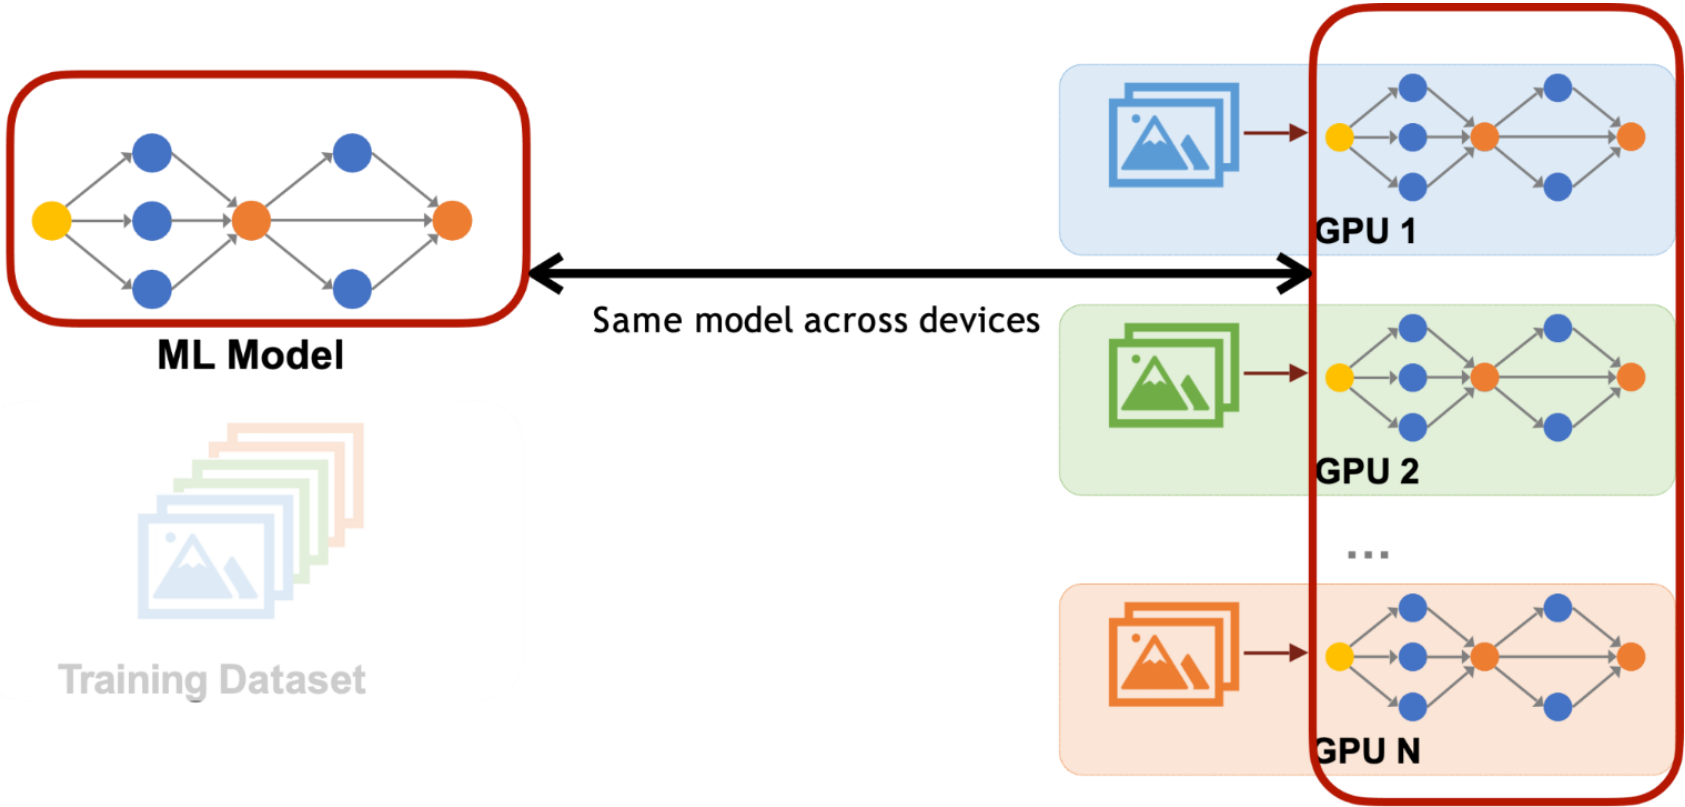 ML Model
Training Dataset
Same model across devices
GPU 1
GPU 2
...
GPU N